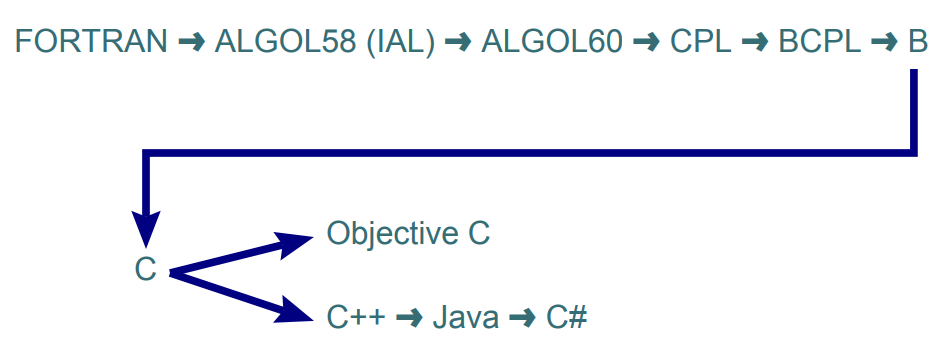 FORTRAN → ALGOL58 (IAL) → ALGOL60 → CPL → BCPL → B
Objective C
C
C++ → Java → C#